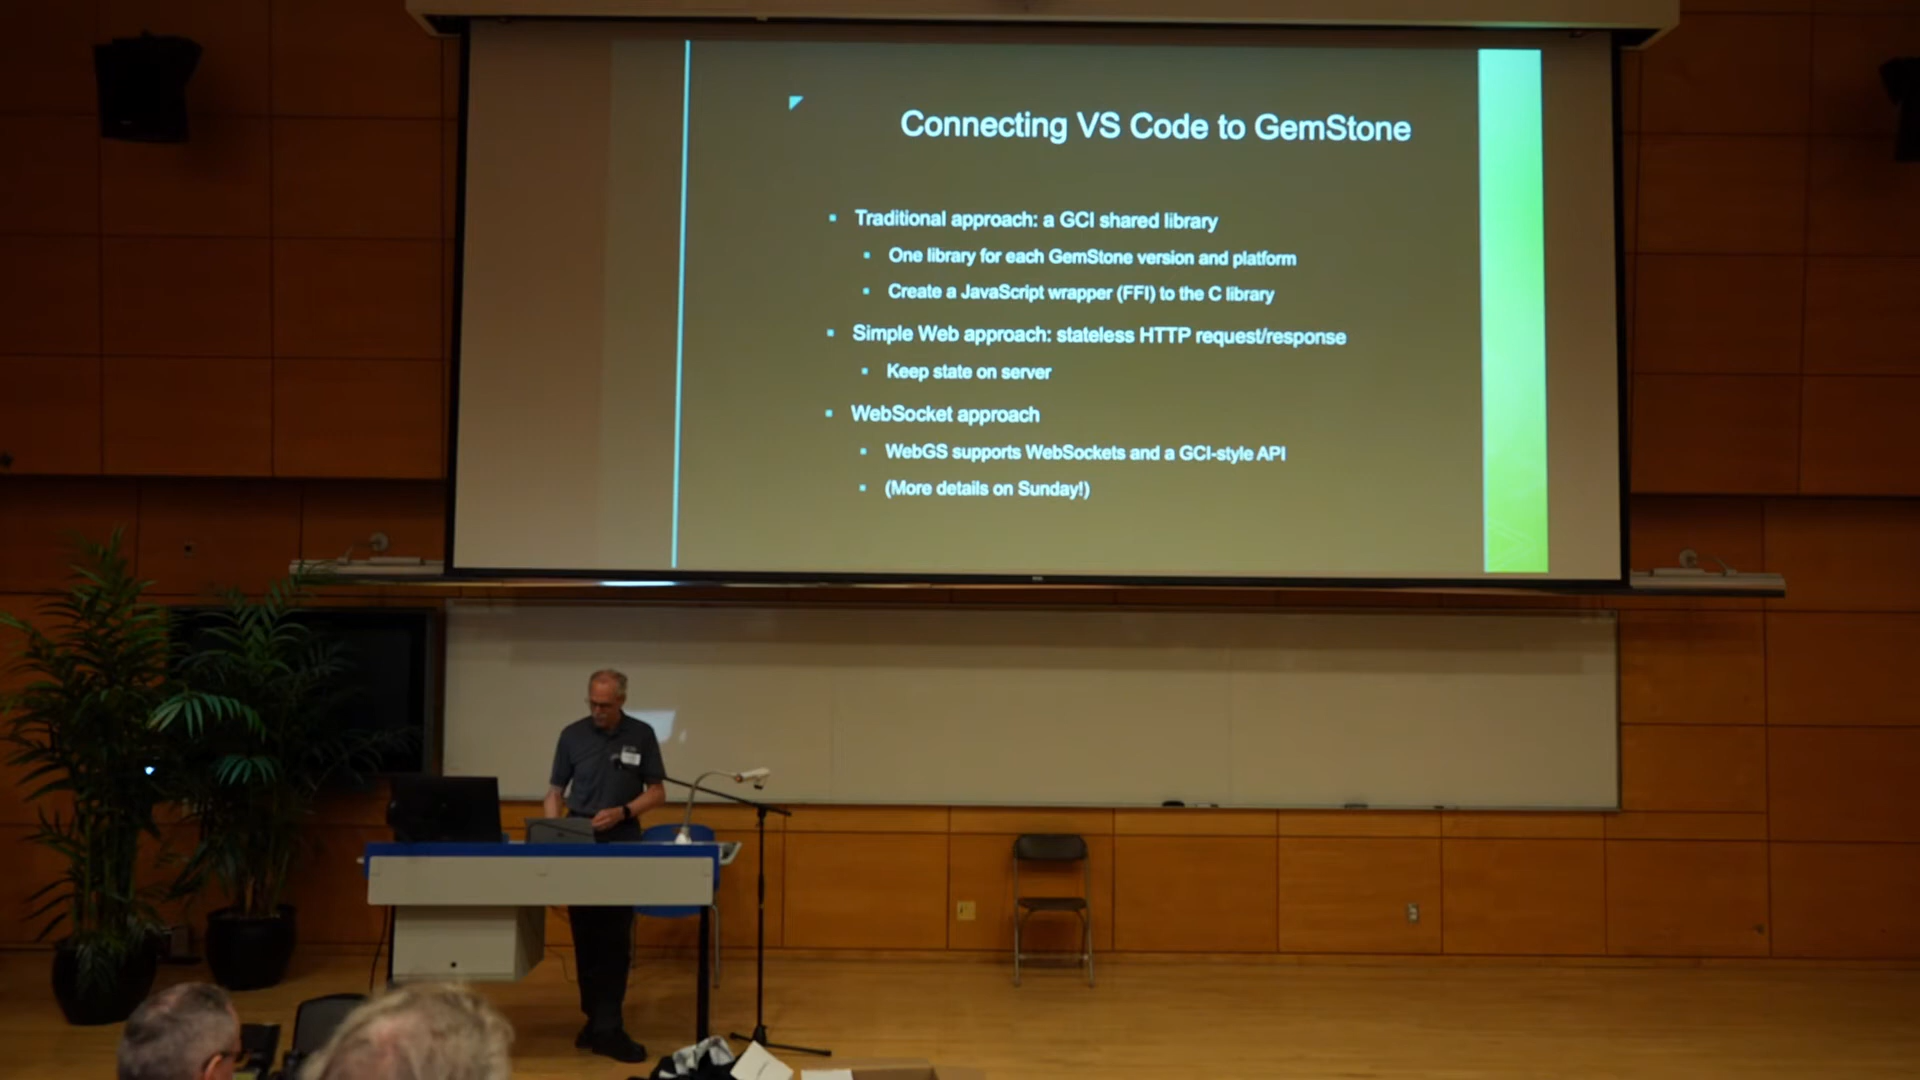 Connecting VS Code to GemStone
Traditional approach: a GCI shared library
One library for each GemStone version and platform
Create a JavaScript wrapper (FFI) to the C library
Simple Web approach: stateless HTTP request/response
Keep state on server
WebSocket approach
WebGS supports WebSockets and a GCI-style API
(More details on Sunday!)